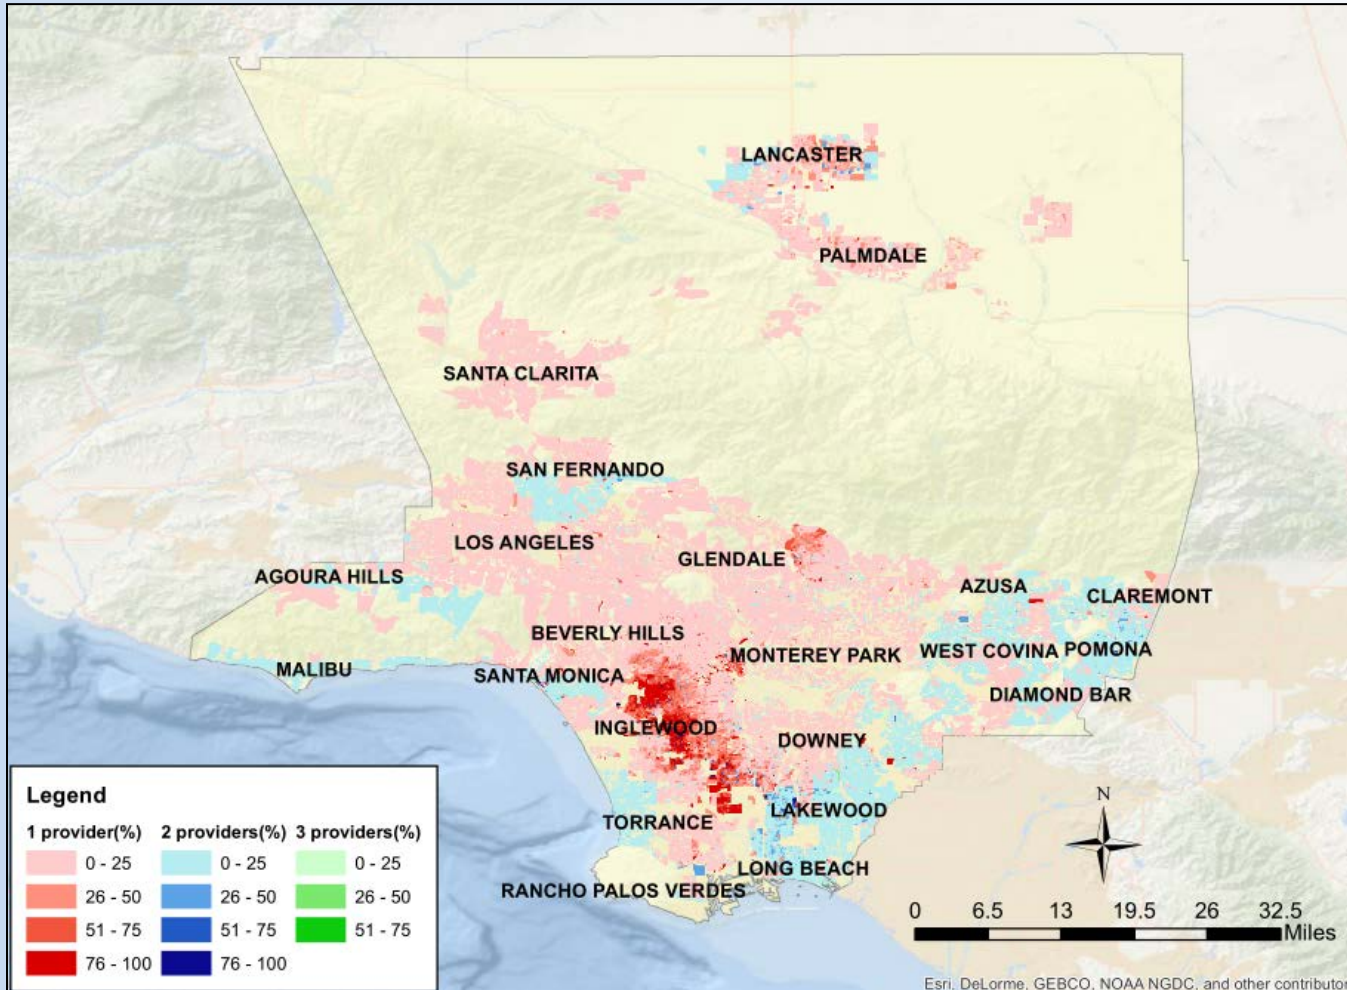 LANCASTER
PALMDALE
SANTA CLARITA
SAN FERNANDO
LOS ANGELES
GLENDALE
AGOURA HILLS
AZUSA
CLAREMONT
BEVERLY HILLS
MONTEREY PARK
WEST COVINA
POMONA
MALIBU
SANTA MONICA
DIAMOND BAR
INGLEWOOD
DOWNEY
LAKEWOOD
TORRANCE
LONG BEACH
RANCHO PALOS VERDES
Legend
1 provider(%) 2 providers(%) 3 providers(%)
0 - 25 0 - 25 0 - 25
26 - 50 26 - 50 26 - 50
51 - 75 51 - 75 51 - 75
76 - 100 76 - 100
N
0 6.5 13 19.5 26 32.5
Miles
Esri, DeLorme, GEBCO, NOAA NGDC, and other contributor